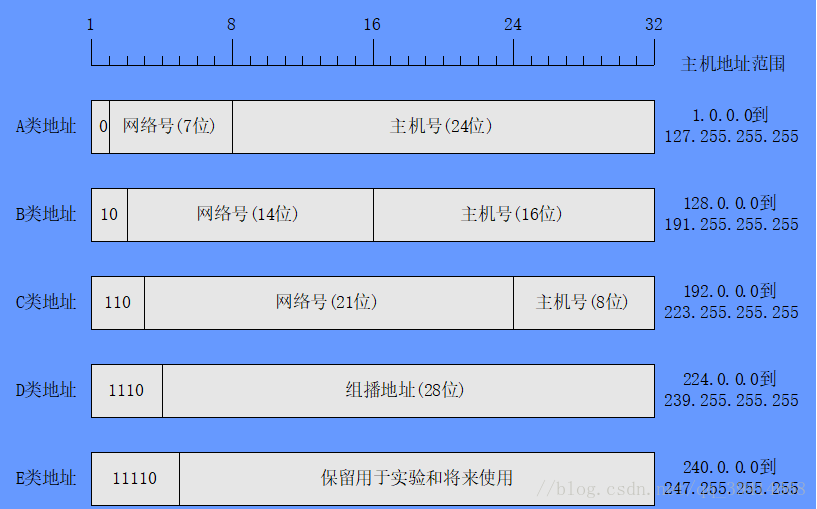 1 8 16 24 32
主机地址范围
A类地址 0 网络号(7位) 主机号(24位) 1.0.0.0到
127.255.255.255
B类地址 10 网络号(14位) 主机号(16位) 128.0.0.0到
191.255.255.255
C类地址 110 网络号(21位) 主机号(8位) 192.0.0.0到
223.255.255.255
D类地址 1110 组播地址(28位) 224.0.0.0到
239.255.255.255
E类地址 11110 保留用于实验和将来使用 240.0.0.0到
247.255.255.255